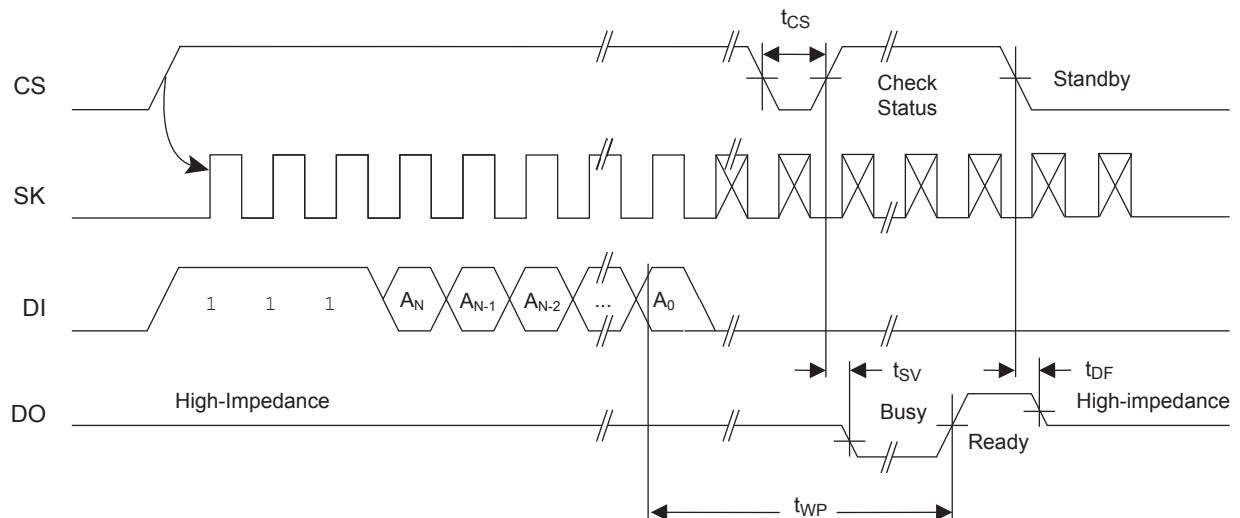 tCS
CS
Check
Status
Standby
SK
DI
1 1 1 AN AN-1 AN-2 ... A0
tSV
tDF
DO
High-Impedance
Busy
Ready
High-impedance
tWP